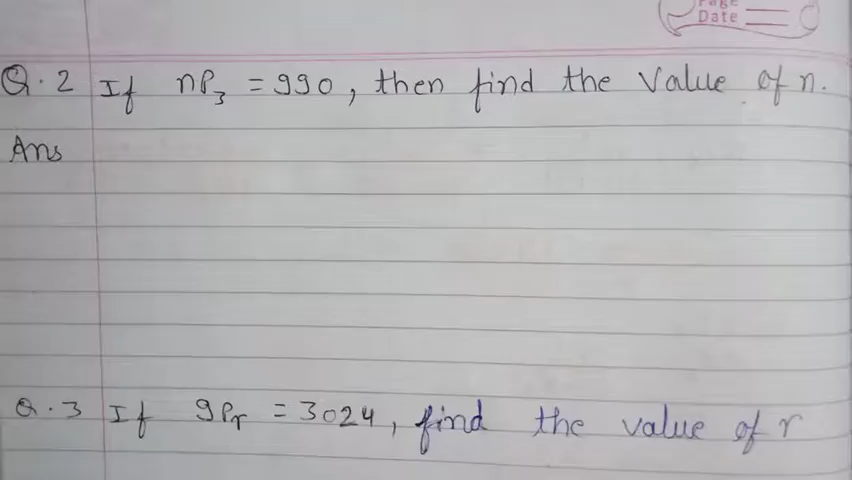 Page
Date
Q.2 If nP₃ = 990, then find the value of n.
Ans
Q.3 If 9Pᵣ = 3024, find the value of r